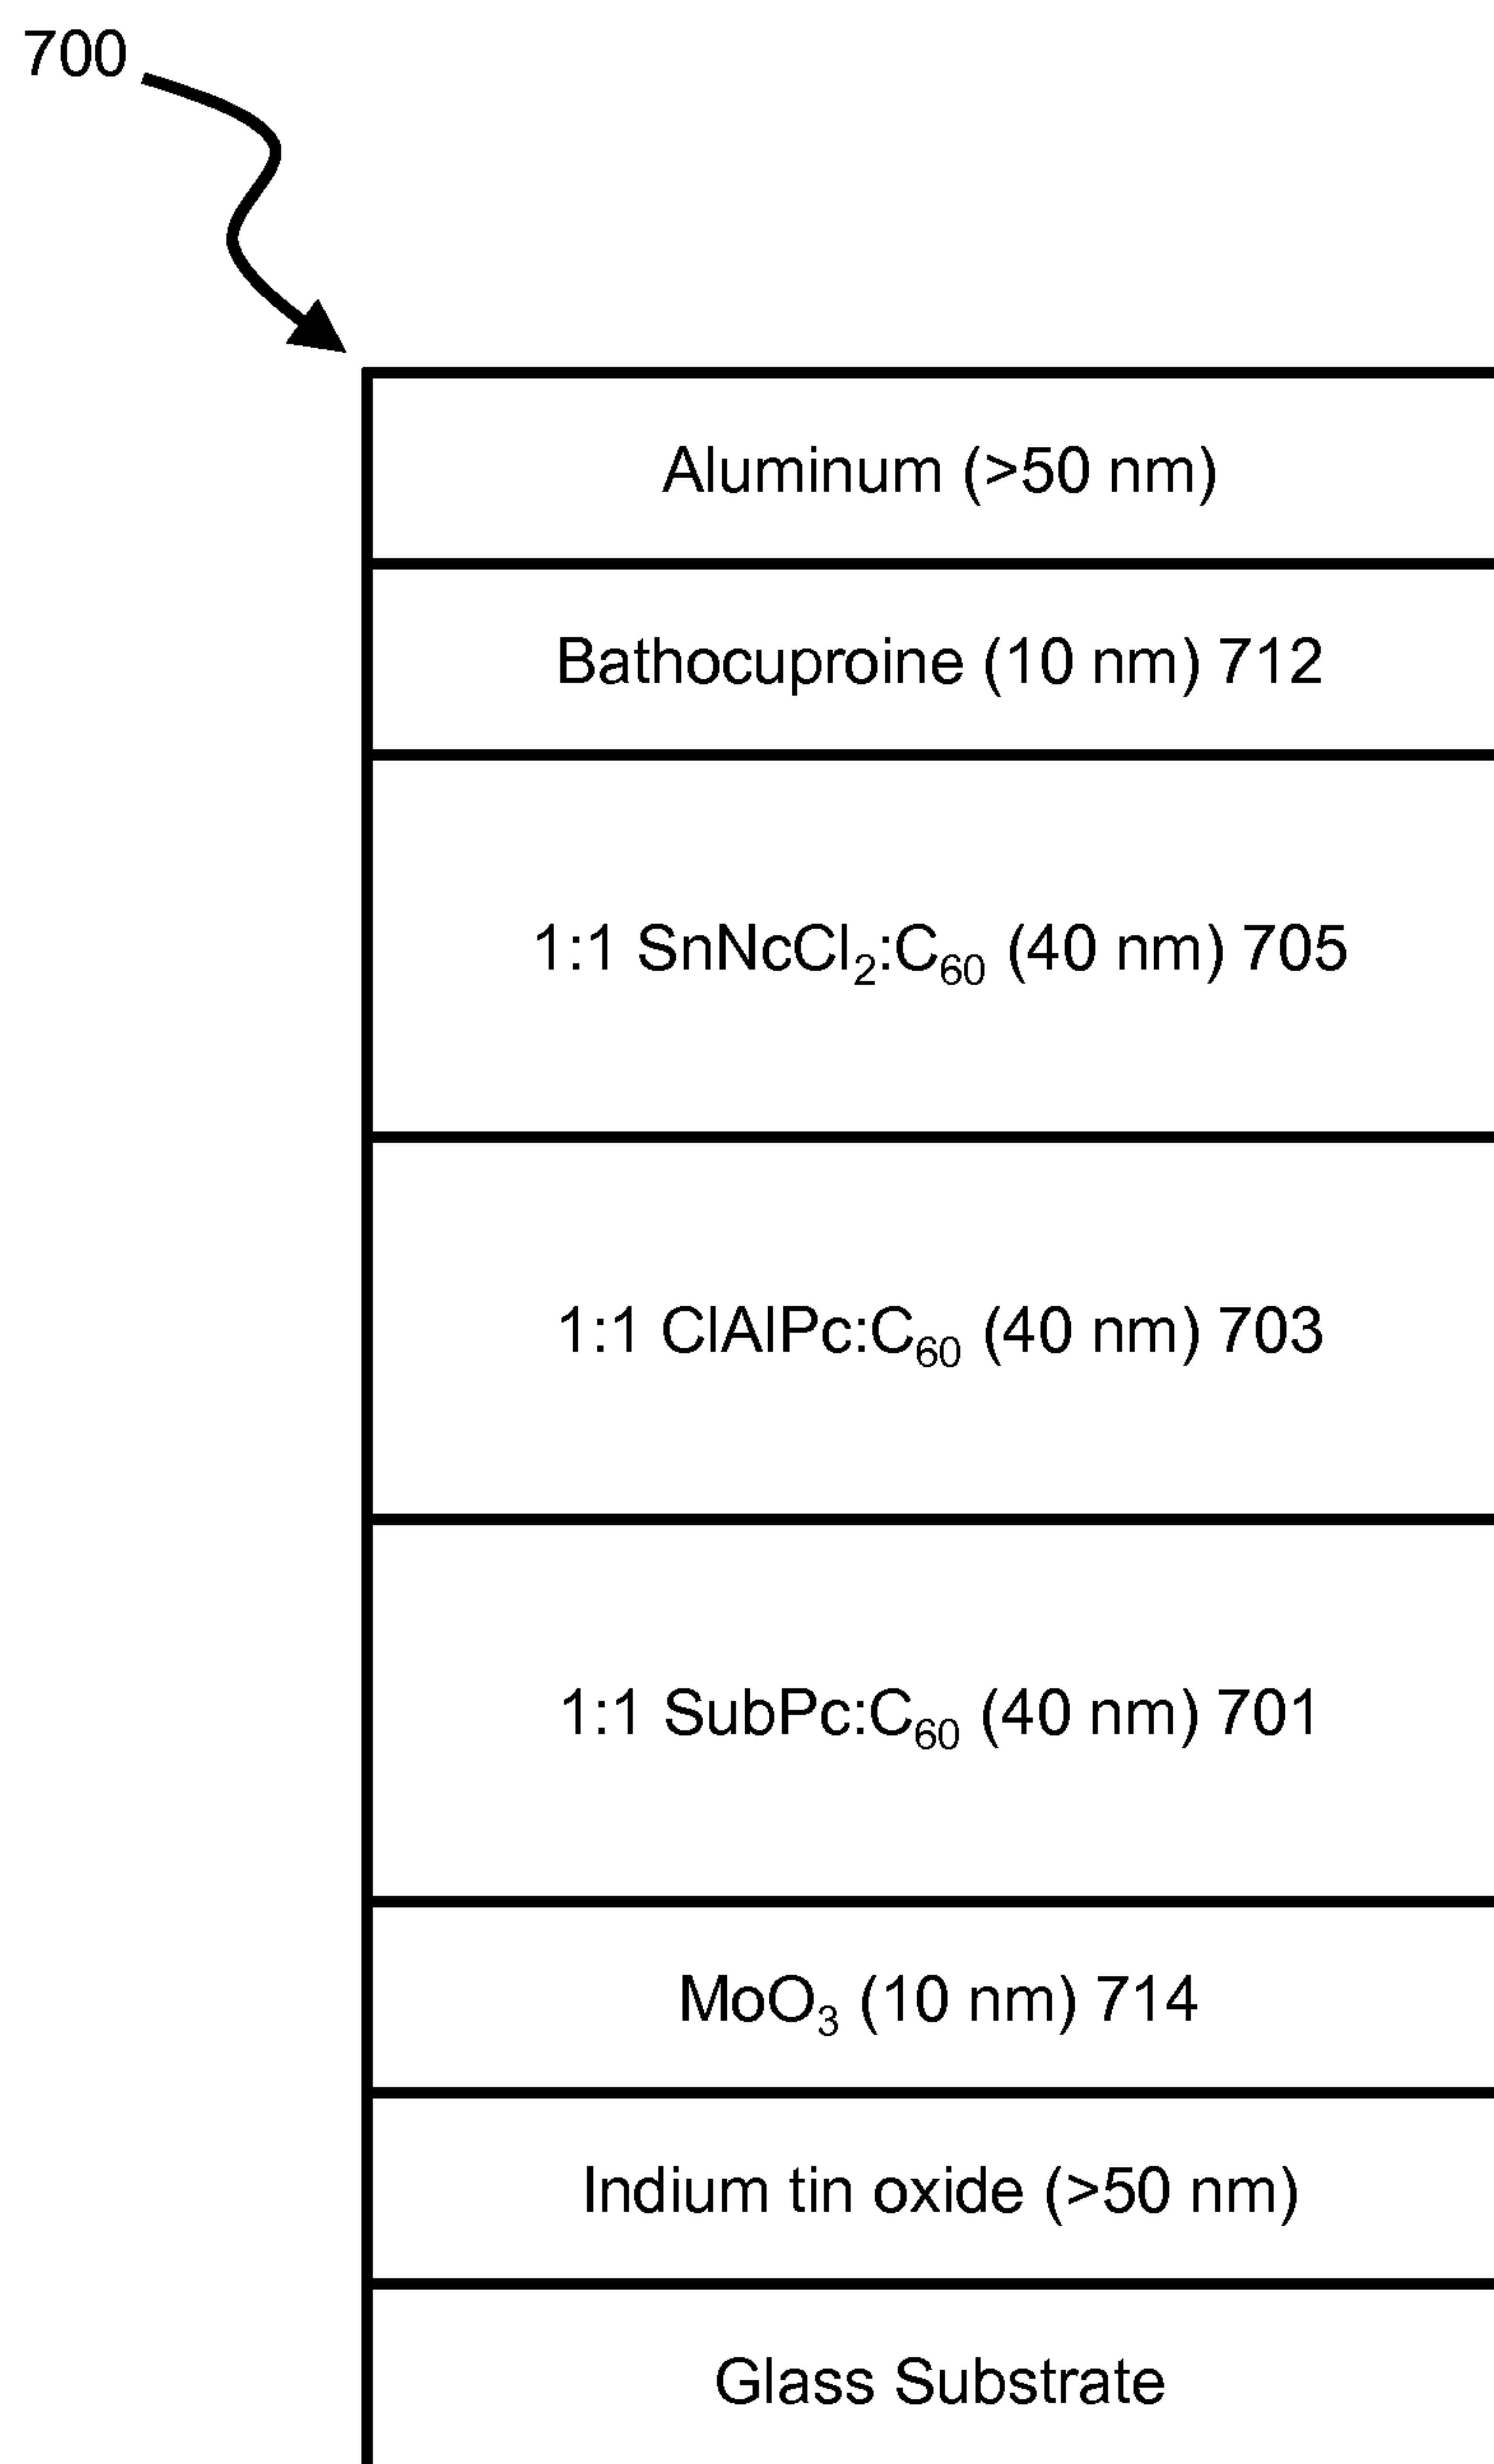 700
Aluminum (>50 nm)
Bathocuproine (10 nm) 712
1:1 SnNcCl₂:C₆₀ (40 nm) 705
1:1 ClAlPc:C₆₀ (40 nm) 703
1:1 SubPc:C₆₀ (40 nm) 701
MoO₃ (10 nm) 714
Indium tin oxide (>50 nm)
Glass Substrate